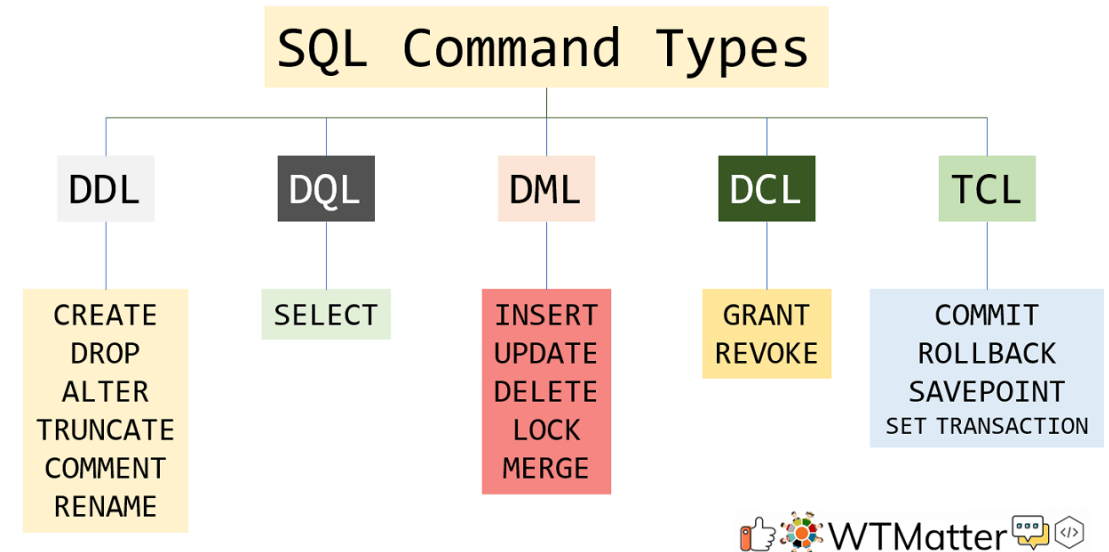 SQL Command Types
DDL
DQL
DML
DCL
TCL
CREATE
DROP
ALTER
TRUNCATE
COMMENT
RENAME
SELECT
INSERT
UPDATE
DELETE
LOCK
MERGE
GRANT
REVOKE
COMMIT
ROLLBACK
SAVEPOINT
SET TRANSACTION
WTMatter
</>